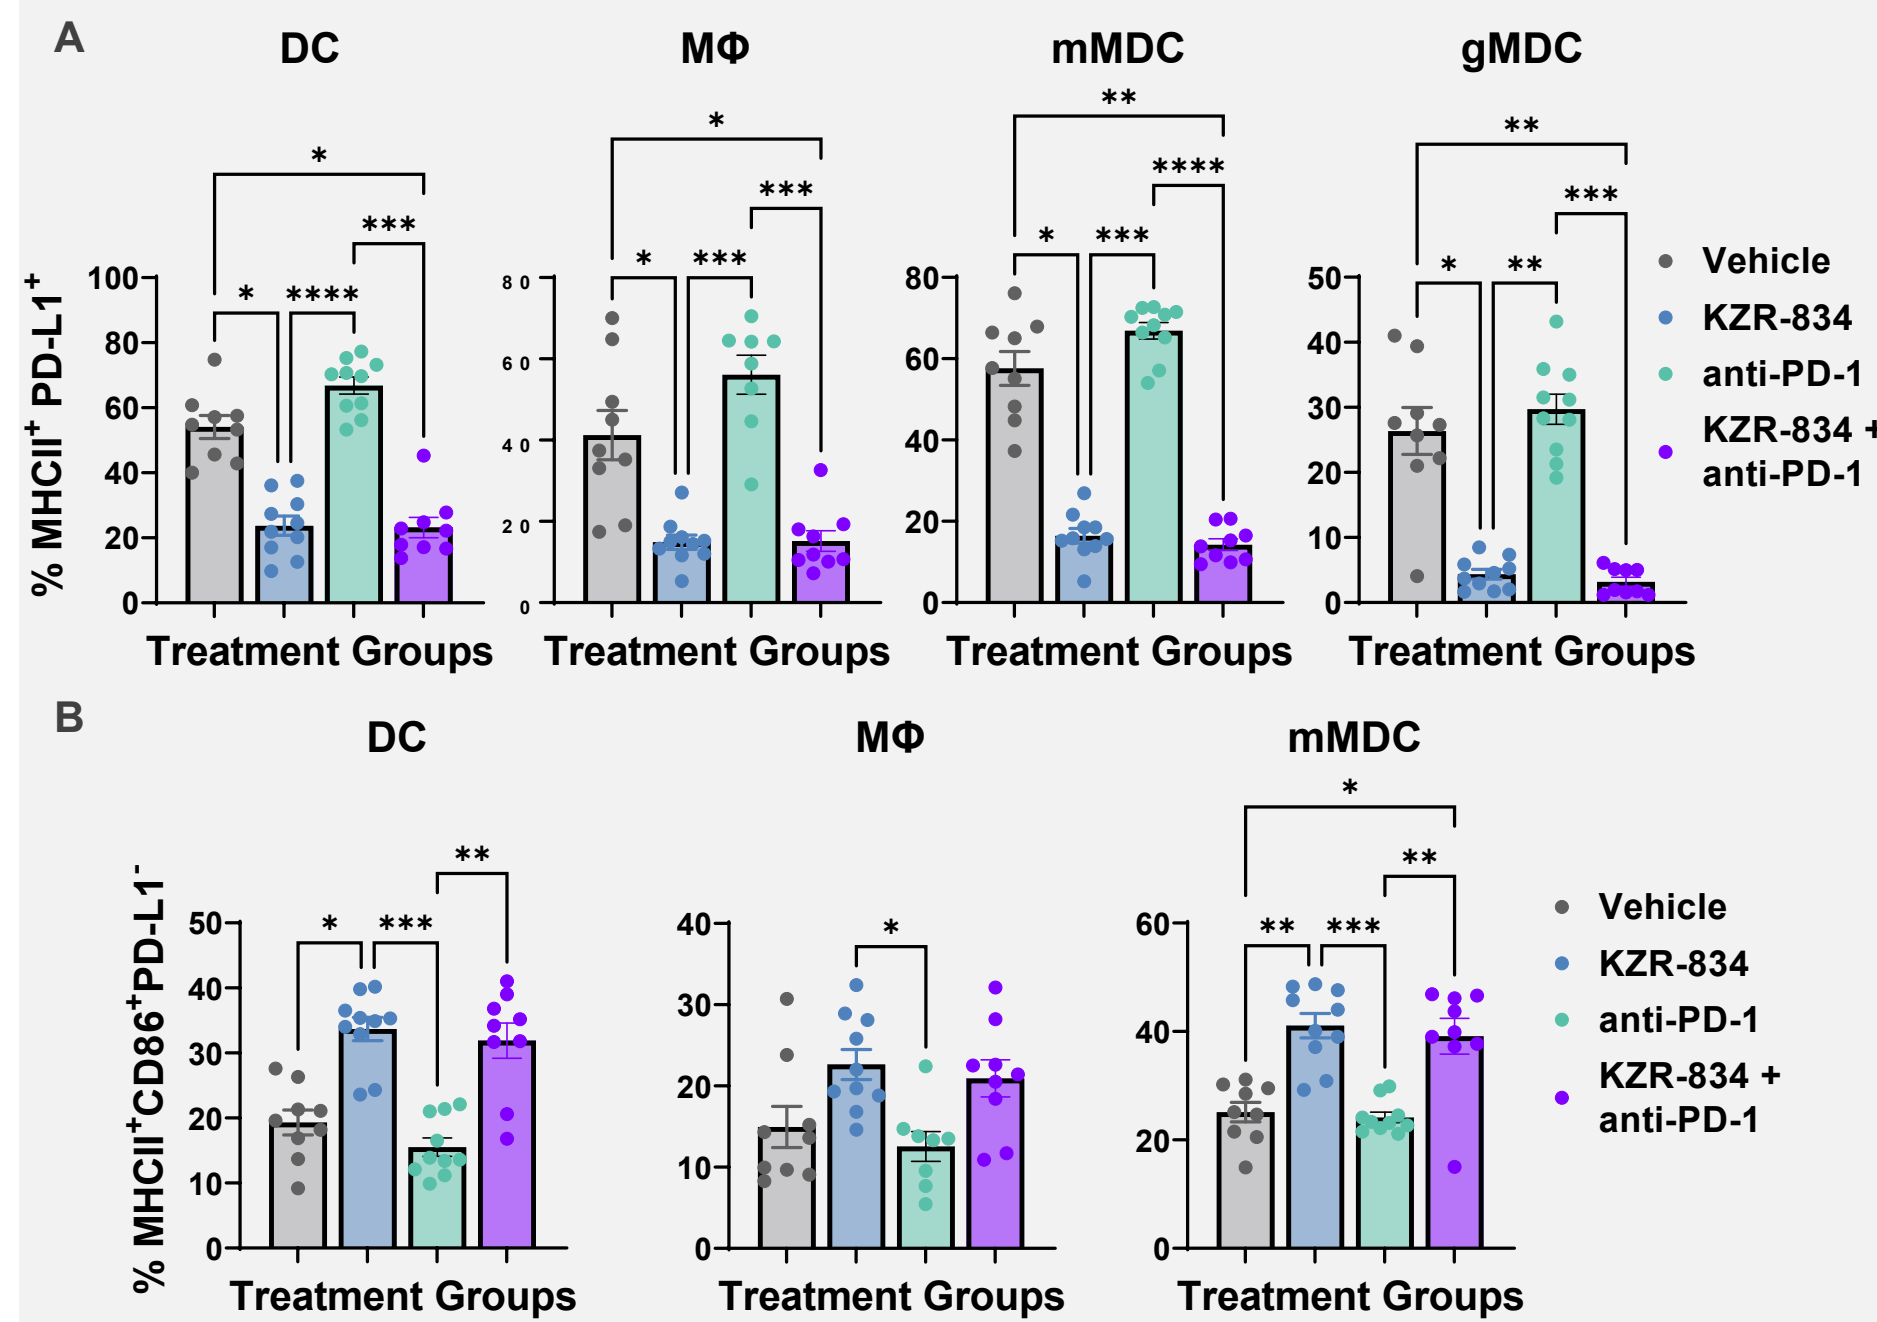 A
DC
MΦ
mMDC
gMDC
*
*
**
**
***
***
****
***
*
****
*
***
*
***
*
**
% MHCII+ PD-L1+
100
80
60
40
20
0
80
60
40
20
0
80
60
40
20
0
50
40
30
20
10
0
Treatment Groups
Treatment Groups
Treatment Groups
Treatment Groups
Vehicle
KZR-834
anti-PD-1
KZR-834 +
anti-PD-1
B
DC
MΦ
mMDC
**
*
***
*
*
**
**
***
% MHCII+CD86+PD-L1-
50
40
30
20
10
0
40
30
20
10
0
60
40
20
0
Treatment Groups
Treatment Groups
Treatment Groups
Vehicle
KZR-834
anti-PD-1
KZR-834 +
anti-PD-1